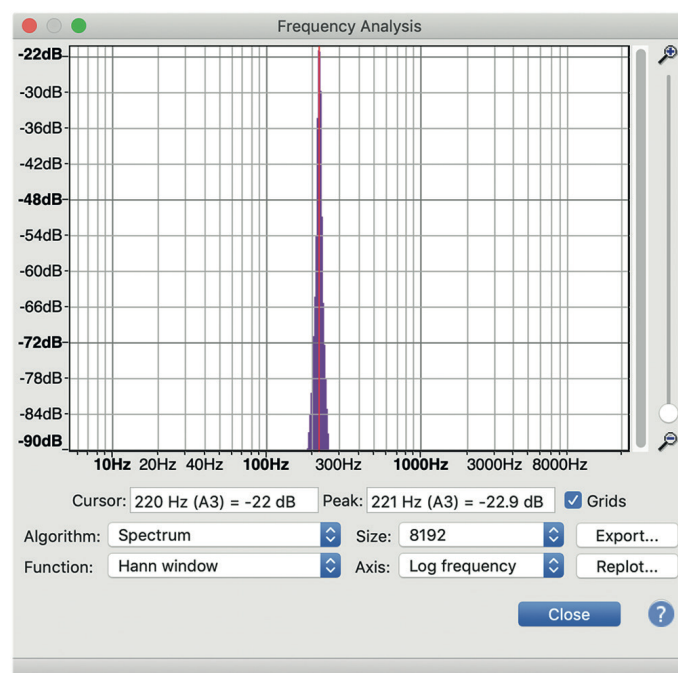 Frequency Analysis
-22dB
-30dB
-36dB
-42dB
-48dB
-54dB
-60dB
-66dB
-72dB
-78dB
-84dB
-90dB
10Hz 20Hz 40Hz 100Hz 300Hz 1000Hz 3000Hz 8000Hz
Cursor: 220 Hz (A3) = -22 dB Peak: 221 Hz (A3) = -22.9 dB Grids
Algorithm: Spectrum Size: 8192 Export...
Function: Hann window Axis: Log frequency Replot...
Close ?